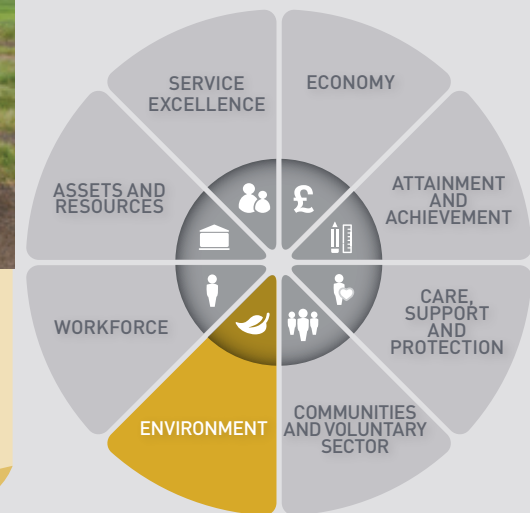 SERVICE
EXCELLENCE
ECONOMY
ASSETS AND
RESOURCES
£
ATTAINMENT
AND
ACHIEVEMENT
WORKFORCE
CARE,
SUPPORT
AND
PROTECTION
ENVIRONMENT
COMMUNITIES
AND VOLUNTARY
SECTOR